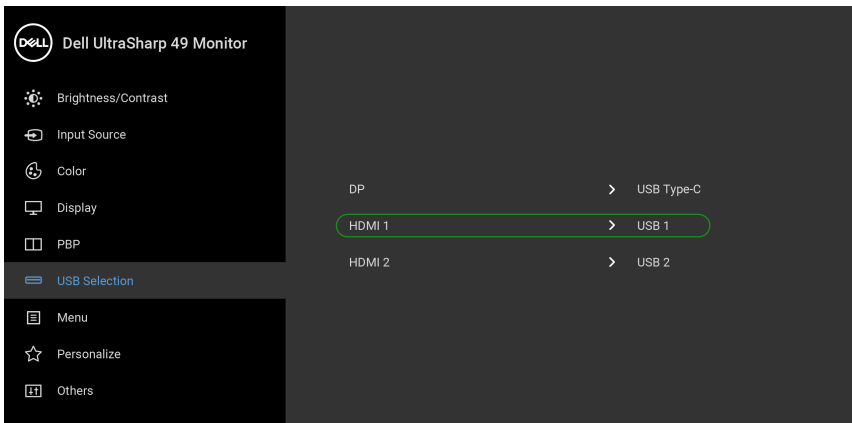 DELL
Dell UltraSharp 49 Monitor
Brightness/Contrast
Input Source
Color
Display
PBP
USB Selection
Menu
Personalize
Others
DP > USB Type-C
HDMI 1 > USB 1
HDMI 2 > USB 2